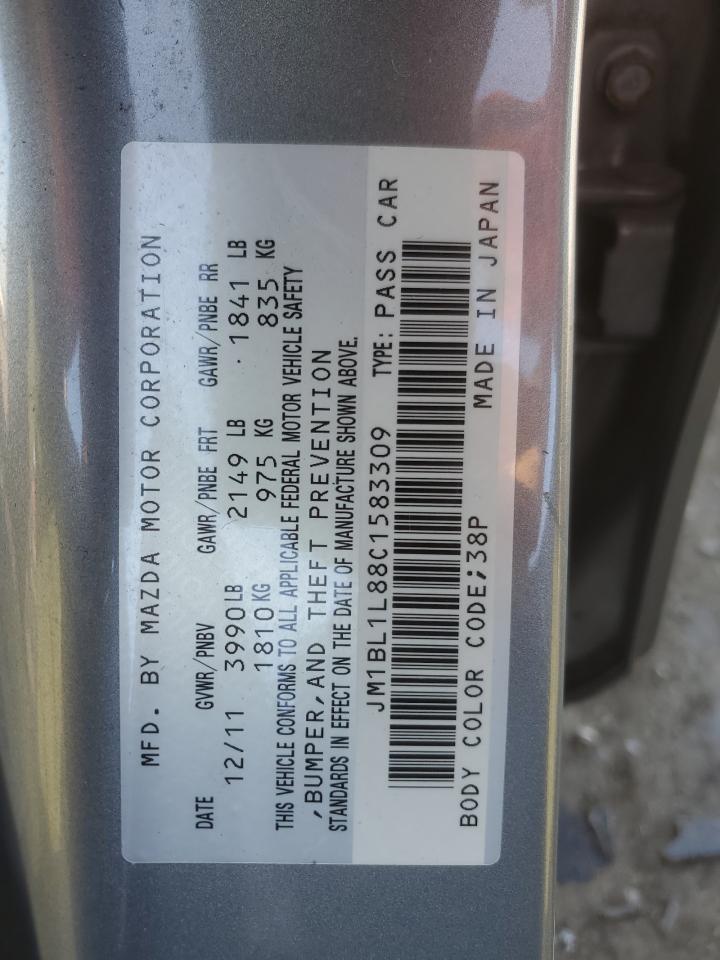 MFD. BY MAZDA MOTOR CORPORATION
DATE GVWR/PNBV GAWR/PNBE FRT GAWR/PNBE RR
12/11 3990LB 2149 LB 1841 LB
1810KG 975 KG 835 KG
THIS VEHICLE CONFORMS TO ALL APPLICABLE FEDERAL MOTOR VEHICLE SAFETY
,BUMPER,AND THEFT PREVENTION
STANDARDS IN EFFECT ON THE DATE OF MANUFACTURE SHOWN ABOVE.
JM1BL1L88C1583309 TYPE: PASS CAR
BODY COLOR CODE;38P MADE IN JAPAN